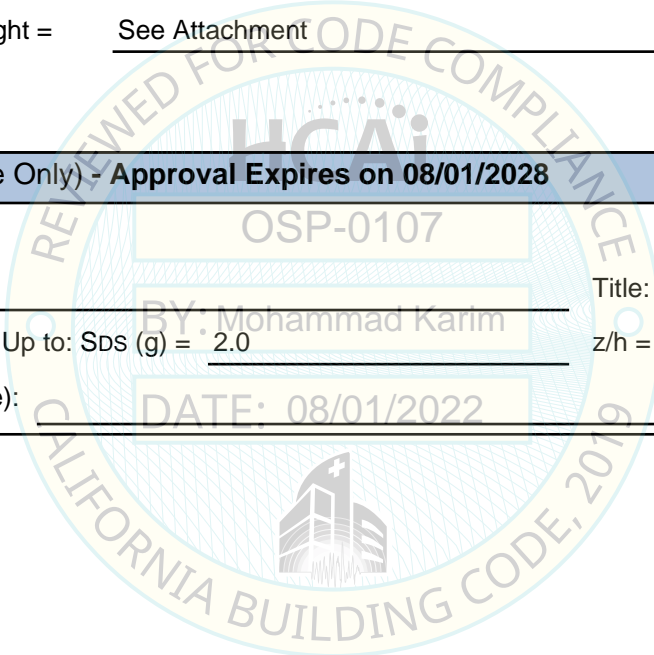 ght = See Attachment
REVIEWED FOR CODE COMPLIANCE
HCAi
e Only) - Approval Expires on 08/01/2028
OSP-0107
Title:
BY: Mohammad Karim
Up to: SDS (g) = 2.0 z/h =
e):
DATE: 08/01/2022
CALIFORNIA BUILDING CODE, 2019